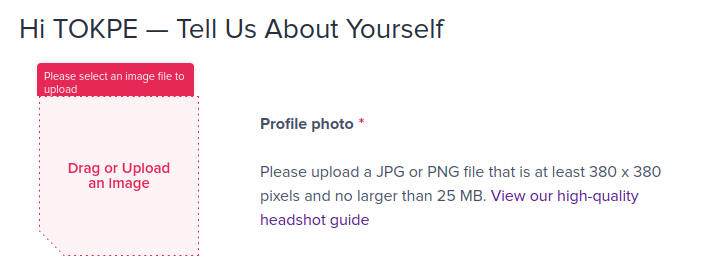 Hi TOKPE — Tell Us About Yourself
Please select an image file to
upload
Drag or Upload
an Image
Profile photo *
Please upload a JPG or PNG file that is at least 380 x 380
pixels and no larger than 25 MB. View our high-quality
headshot guide